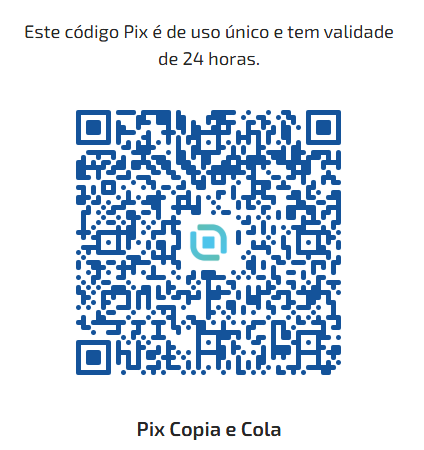 Este código Pix é de uso único e tem validade
de 24 horas.
Pix Copia e Cola